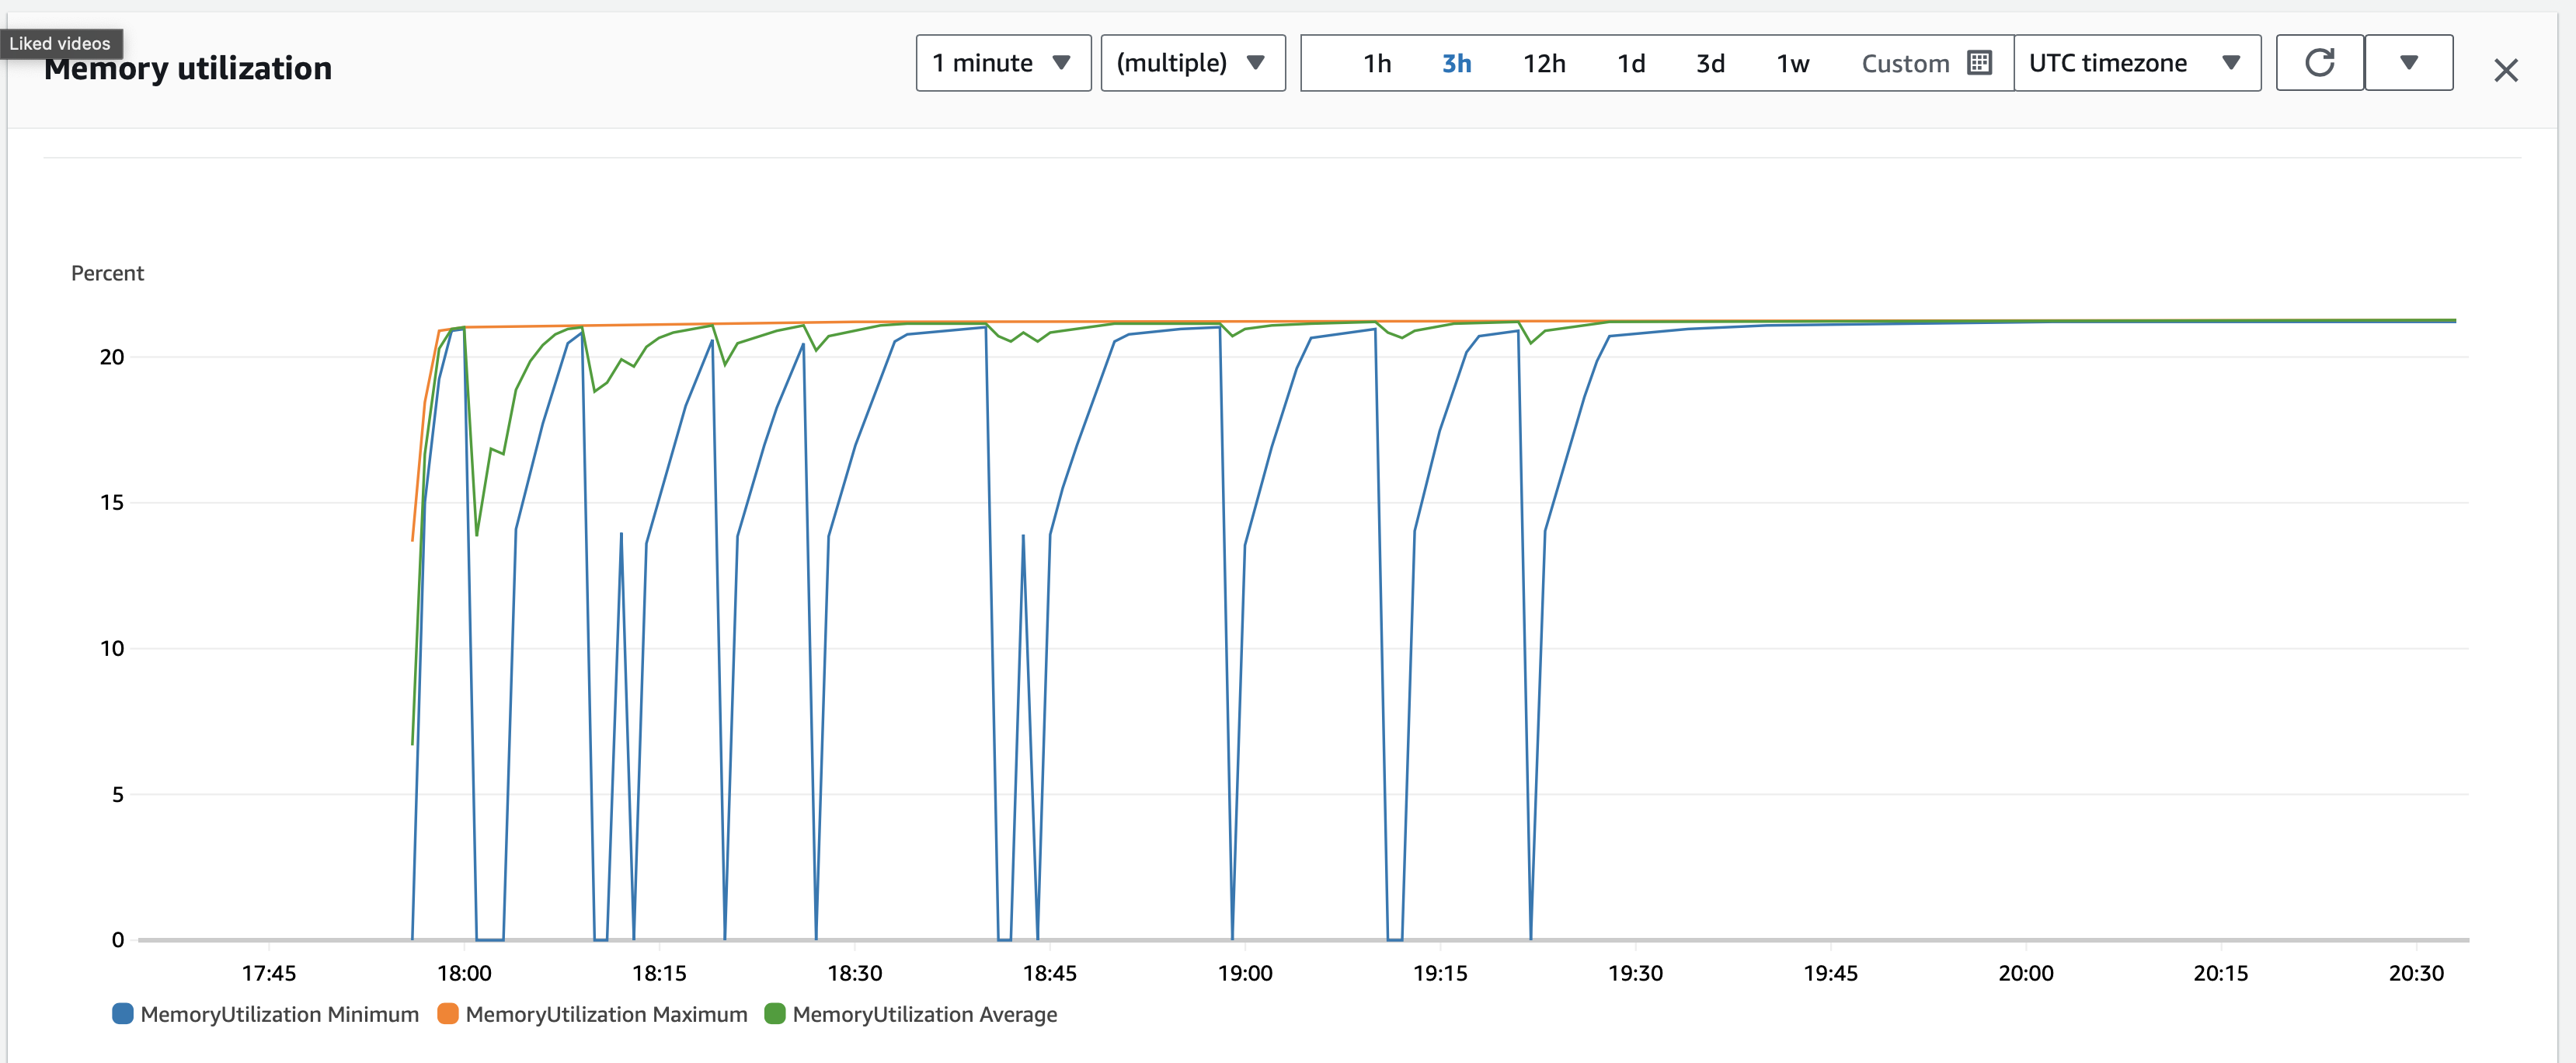 Liked videos
Memory utilization
1 minute (multiple) 1h 3h 12h 1d 3d 1w Custom UTC timezone
Percent
20
15
10
5
0
17:45 18:00 18:15 18:30 18:45 19:00 19:15 19:30 19:45 20:00 20:15 20:30
MemoryUtilization Minimum MemoryUtilization Maximum MemoryUtilization Average